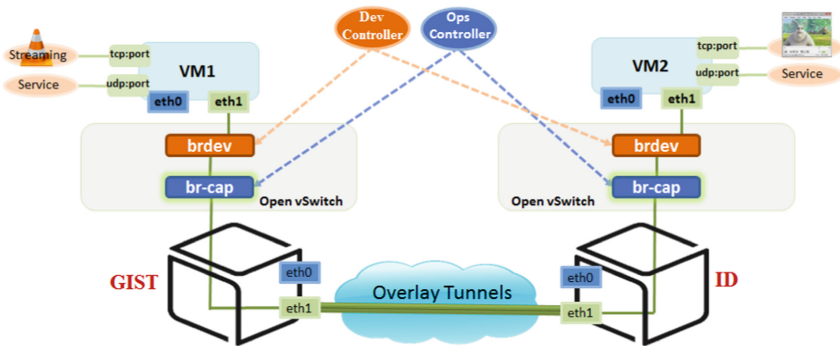 Dev
Controller
Ops
Controller
Streaming
tcp:port
VM1
Service
udp:port
eth0
eth1
tcp:port
VM2
udp:port
Service
eth0
eth1
brdev
brdev
br-cap
br-cap
Open vSwitch
Open vSwitch
GIST
eth0
eth1
Overlay Tunnels
eth0
eth1
ID